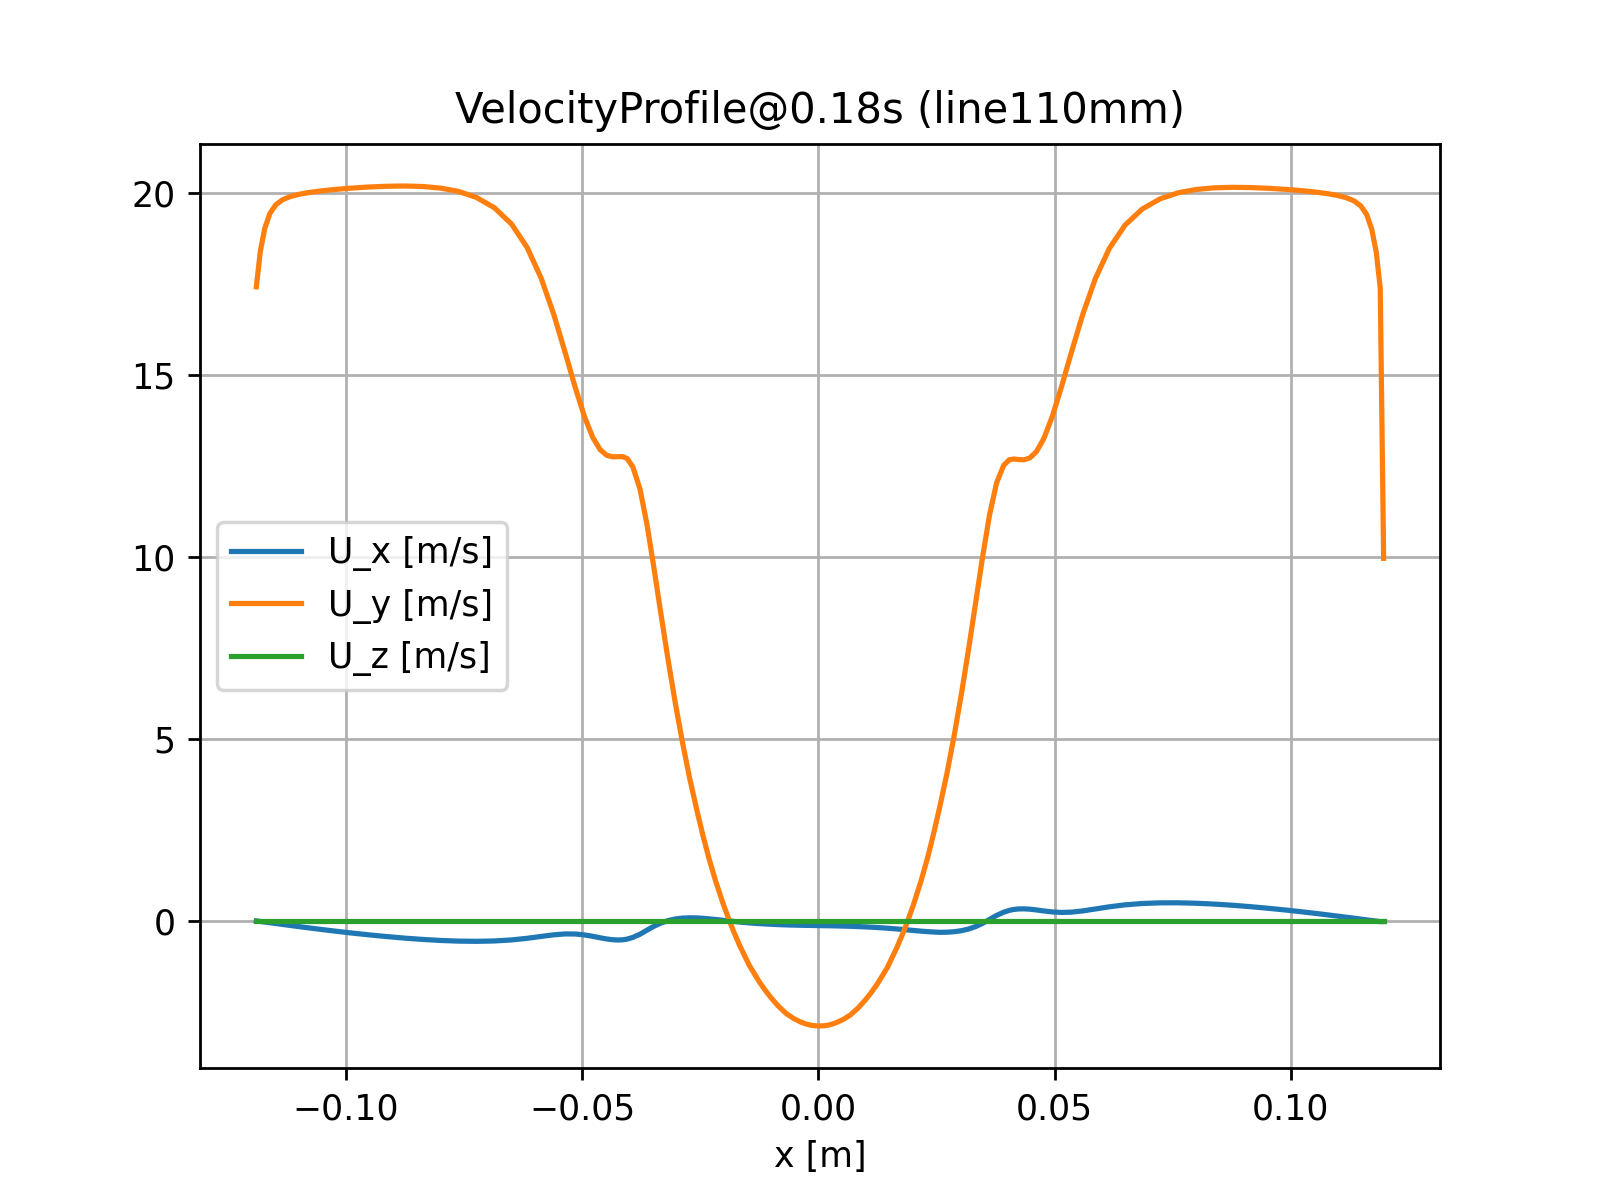 VelocityProfile@0.18s (line110mm)
20
15
10
5
0
U_x [m/s]
U_y [m/s]
U_z [m/s]
−0.10
−0.05
0.00
0.05
0.10
x [m]